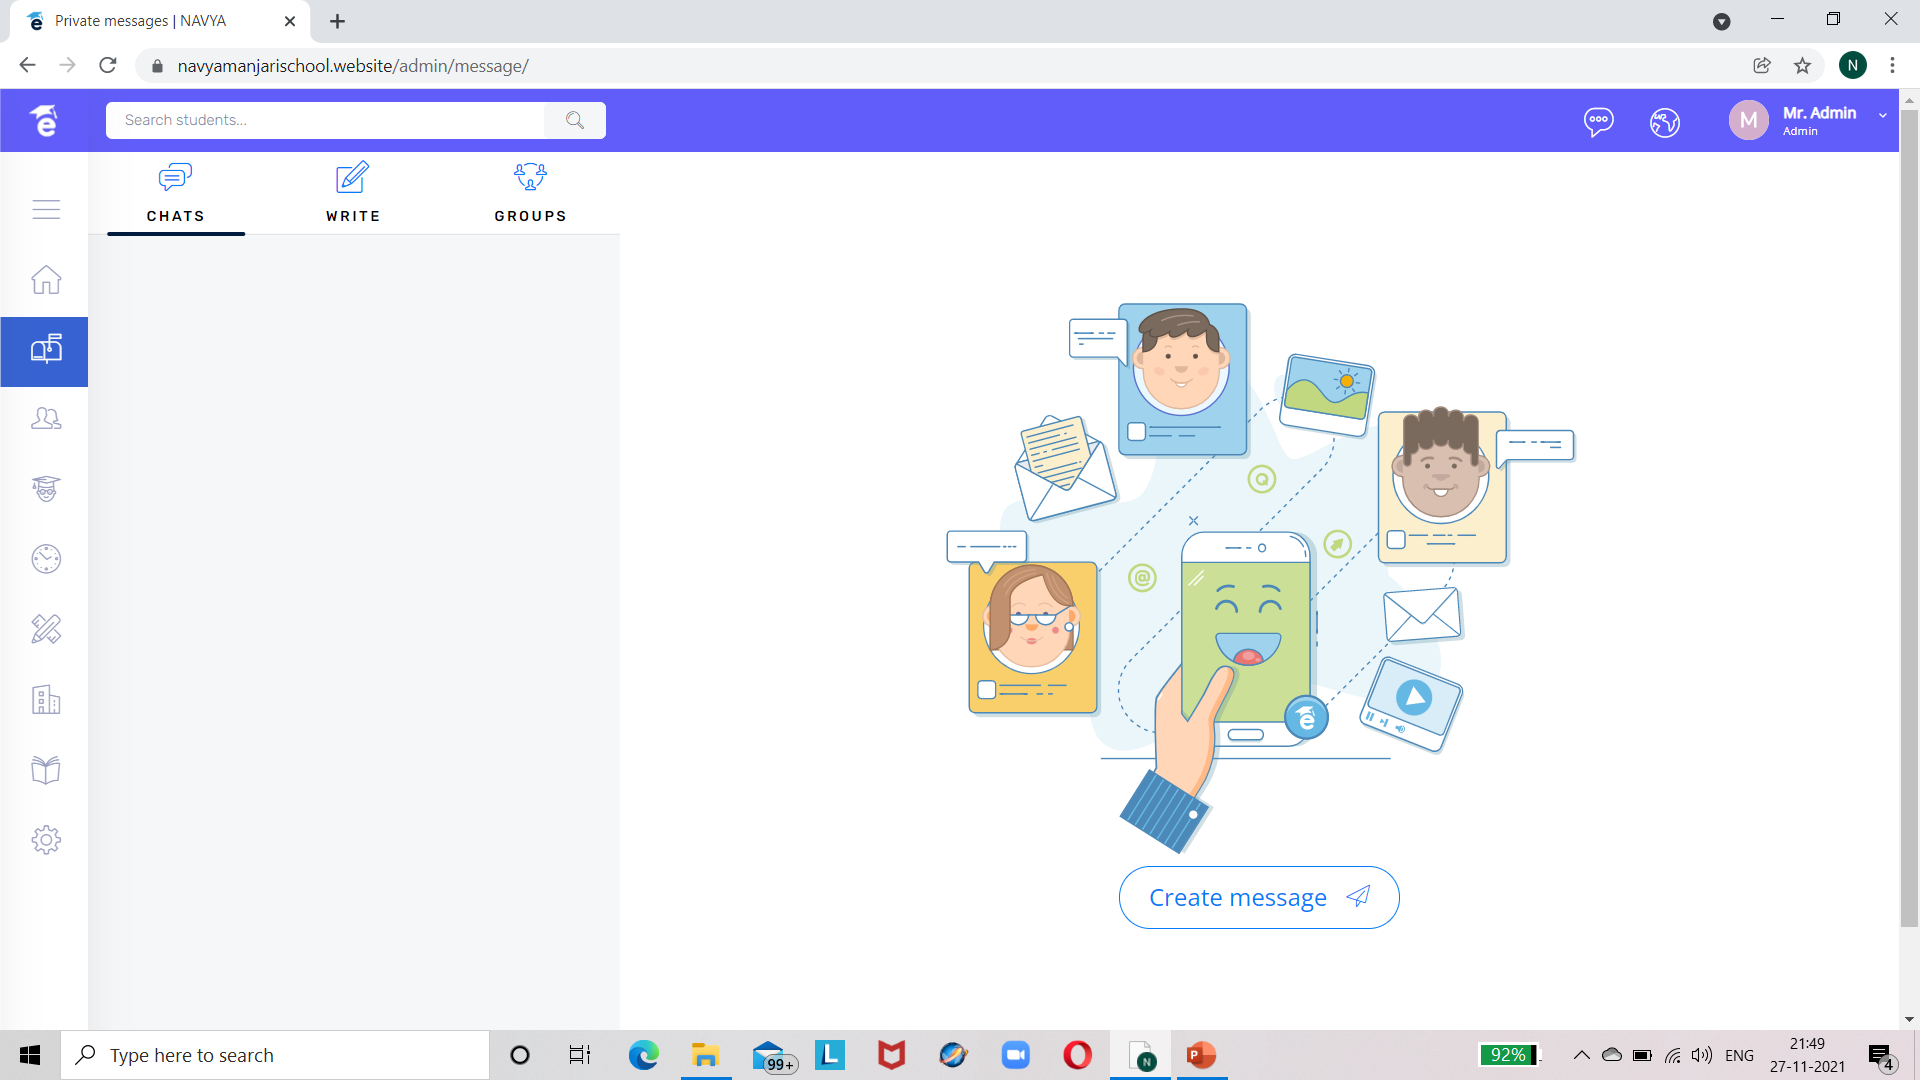 Private messages | NAVYA
navyamanjarischool.website/admin/message/
N
e
Search students...
M
Mr. Admin
Admin
CHATS
WRITE
GROUPS
Q
@
e
Create message
Type here to search
99+
L
N
P
92%
ENG
21:49
27-11-2021
4